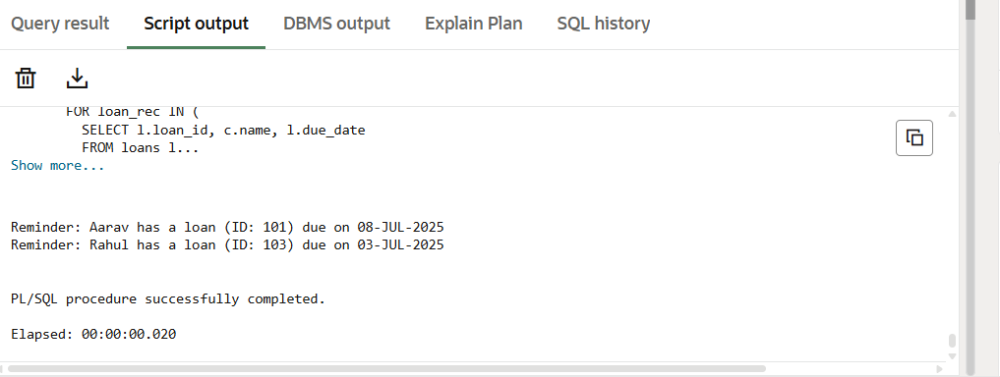 Query result Script output DBMS output Explain Plan SQL history
FOR loan_rec IN (
SELECT l.loan_id, c.name, l.due_date
FROM loans l...
Show more...
Reminder: Aarav has a loan (ID: 101) due on 08-JUL-2025
Reminder: Rahul has a loan (ID: 103) due on 03-JUL-2025
PL/SQL procedure successfully completed.
Elapsed: 00:00:00.020